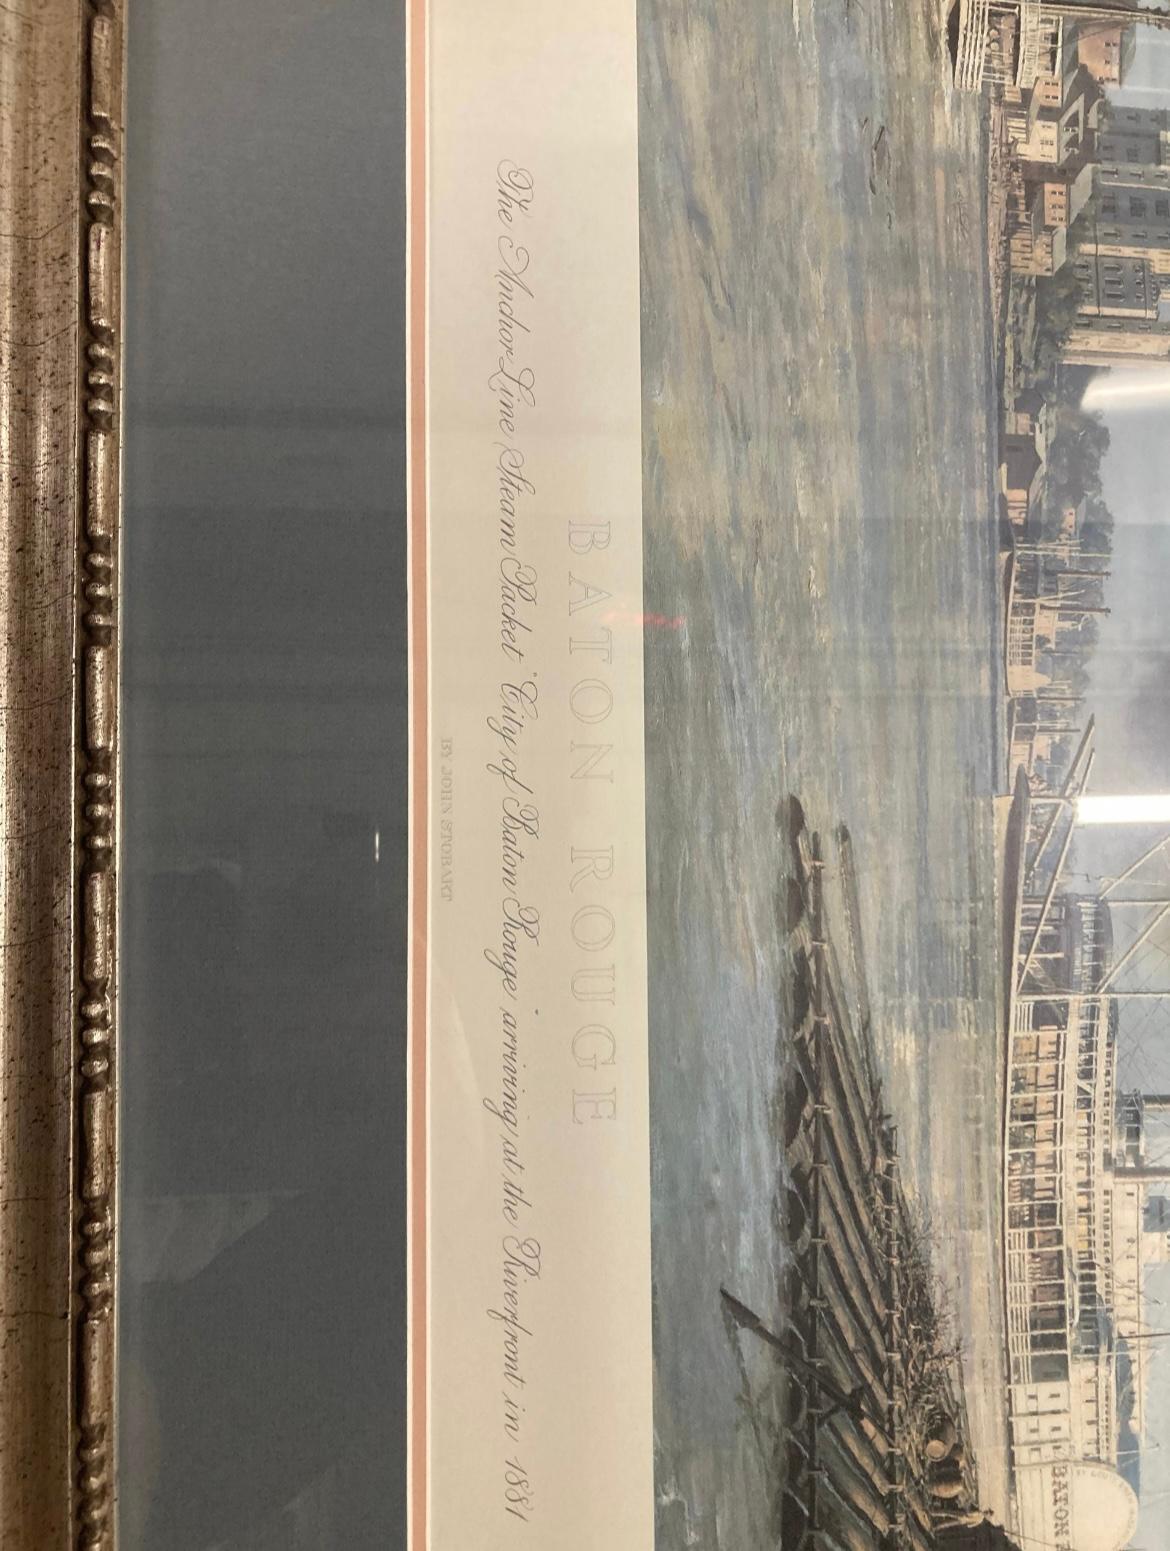 BATON ROUGE
The Anchor Line Steam Packet "City of Baton Rouge" arriving at the Riverfront in 1881
BY JOHN STOBART
BATON